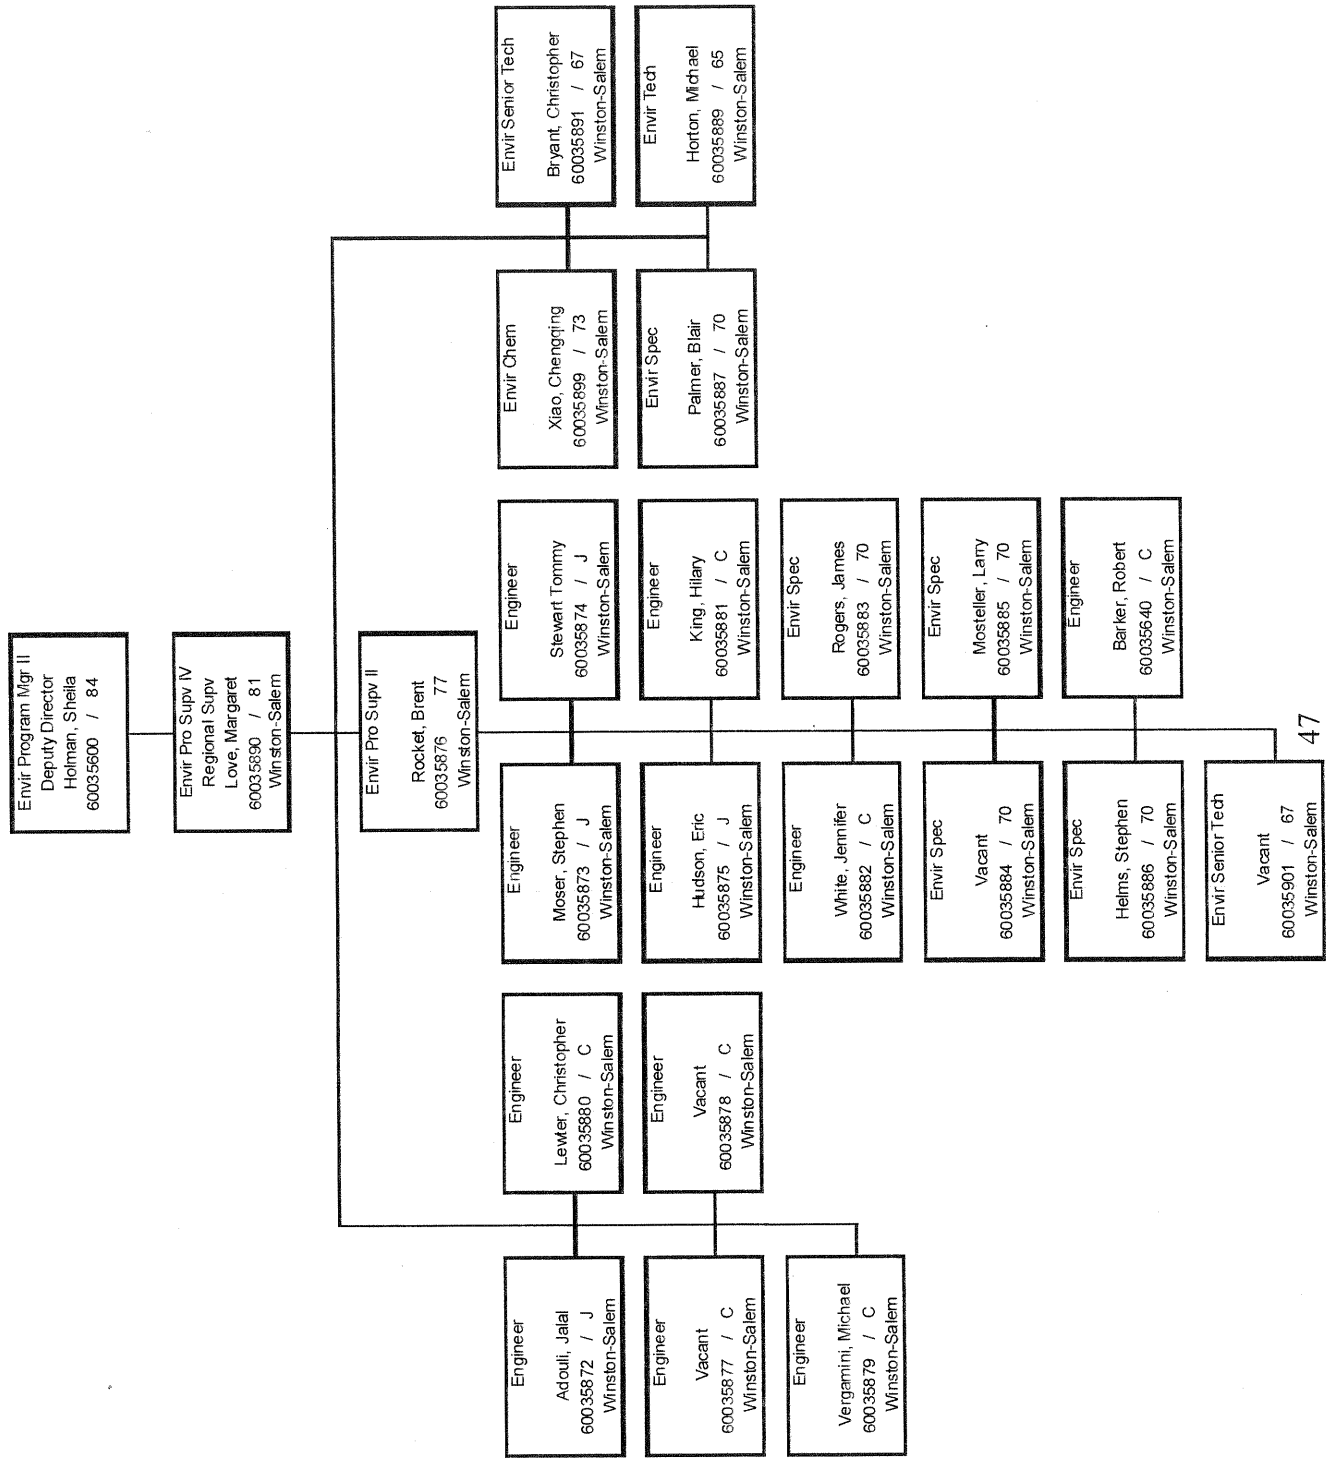 Envir Program Mgr II
Deputy Director
Holman, Sheila
60035600 / 84
Envir Pro Supv IV
Regional Supv
Love, Margaret
60035890 / 81
Winston-Salem
Envir Pro Supv II
Rocket, Brent
60035876 77
Winston-Salem
Engineer
Adouli, Jalal
60035872 / J
Winston-Salem
Engineer
Lewter, Christopher
60035880 / C
Winston-Salem
Engineer
Vacant
60035877 / C
Winston-Salem
Engineer
Vacant
60035878 / C
Winston-Salem
Engineer
Vergamini, Michael
60035879 / C
Winston-Salem
Engineer
Moser, Stephen
60035873 / J
Winston-Salem
Engineer
Stewart Tommy
60035874 / J
Winston-Salem
Engineer
Hudson, Eric
60035875 / J
Winston-Salem
Engineer
King, Hilary
60035881 / C
Winston-Salem
Engineer
White, Jennifer
60035882 / C
Winston-Salem
Envir Spec
Rogers, James
60035883 / 70
Winston-Salem
Envir Spec
Vacant
60035884 / 70
Winston-Salem
Envir Spec
Mosteller, Larry
60035885 / 70
Winston-Salem
Envir Spec
Helms, Stephen
60035886 / 70
Winston-Salem
Engineer
Barker, Robert
60035640 / C
Winston-Salem
Envir Senior Tech
Vacant
60035901 / 67
Winston-Salem
Envir Chem
Xiao, Chengqing
60035899 / 73
Winston-Salem
Envir Senior Tech
Bryant, Christopher
60035891 / 67
Winston-Salem
Envir Spec
Palmer, Blair
60035887 / 70
Winston-Salem
Envir Tech
Horton, Michael
60035889 / 65
Winston-Salem
47